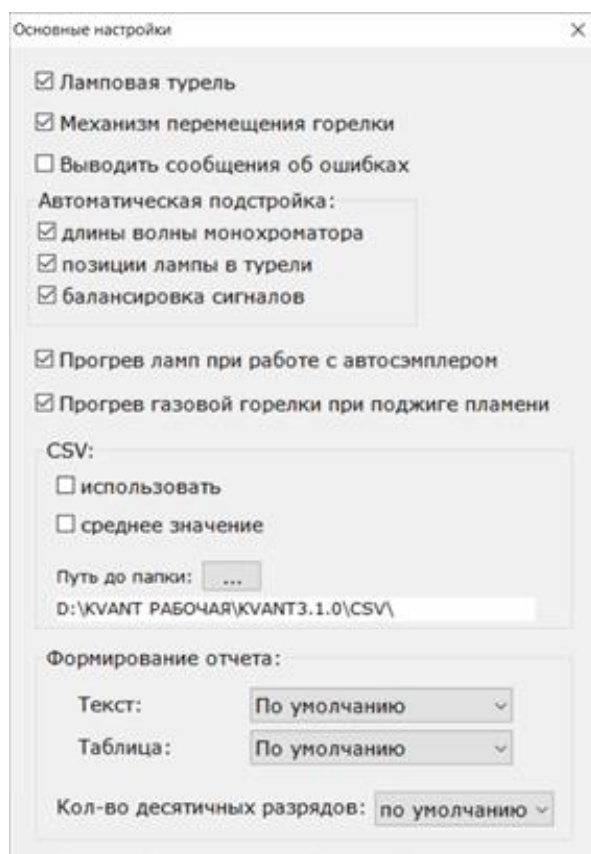 Основные настройки
Ламповая турель
Механизм перемещения горелки
Выводить сообщения об ошибках
Автоматическая подстройка:
длины волны монохроматора
позиции лампы в турели
балансировка сигналов
Прогрев ламп при работе с автосэмплером
Прогрев газовой горелки при поджиге пламени
CSV:
использовать
среднее значение
Путь до папки: ...
D:\KVANT РАБОЧАЯ\KVANT3.1.0\CSV\
Формирование отчета:
Текст: По умолчанию
Таблица: По умолчанию
Кол-во десятичных разрядов: по умолчанию